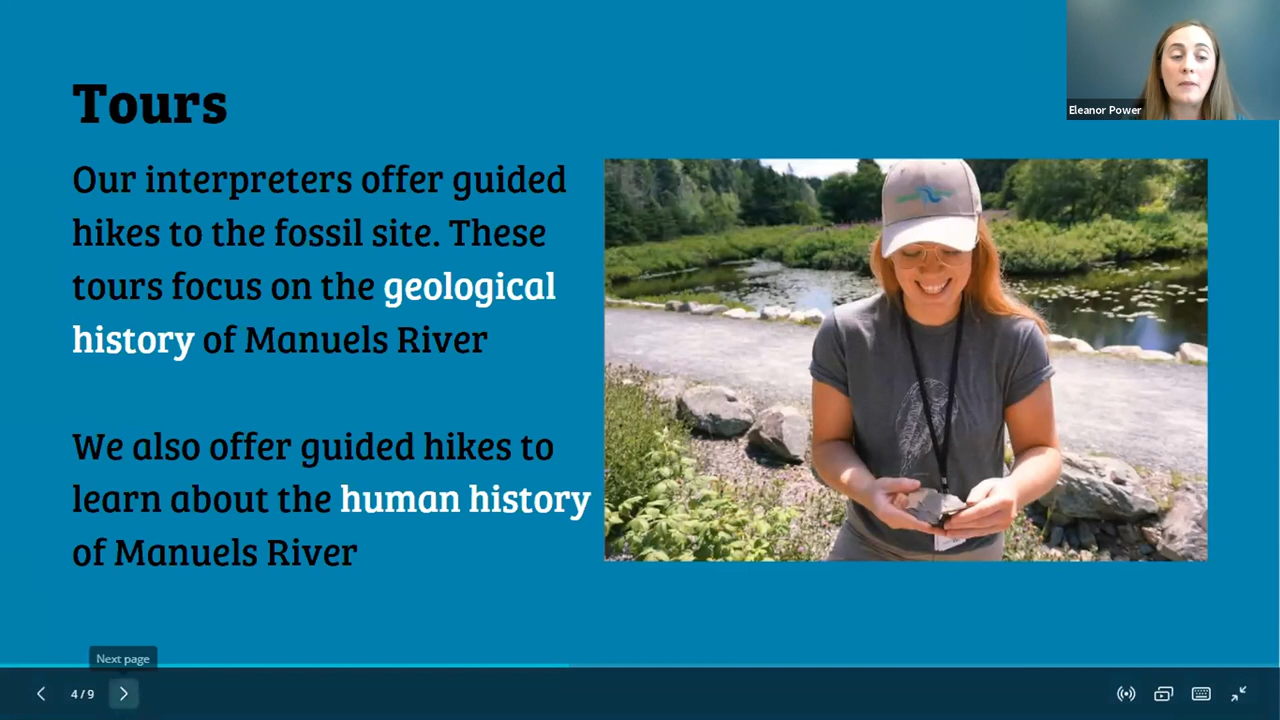 Eleanor Power
Tours
Our interpreters offer guided
hikes to the fossil site. These
tours focus on the geological
history of Manuels River
We also offer guided hikes to
learn about the human history
of Manuels River
Next page
4 / 9